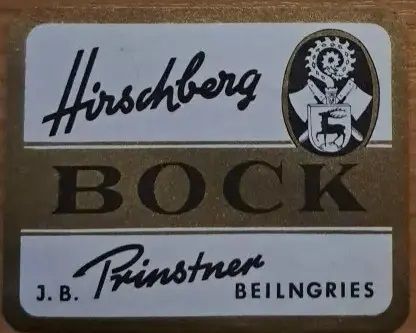 Hirschberg
BOCK
J. B. Prinstner BEILNGRIES